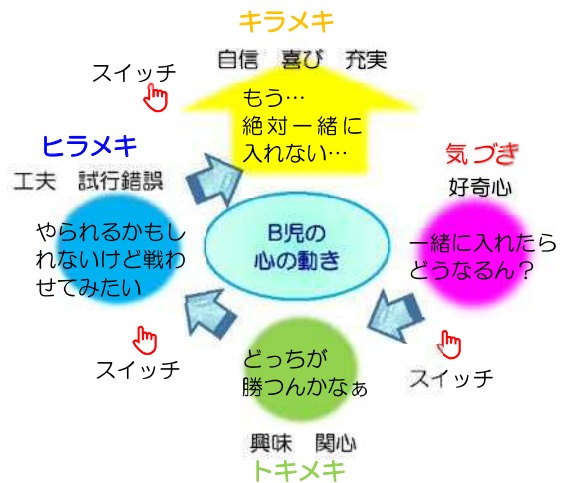 キラメキ
自信　喜び　充実
スイッチ
もう…
絶対一緒に
入れない…
ヒラメキ
工夫　試行錯誤
気づき
好奇心
やられるかもし
れないけど戦わ
せてみたい
B児の
心の動き
一緒に入れたら
どうなるん？
スイッチ
どっちが
勝つんかなぁ
スイッチ
興味　関心
トキメキ